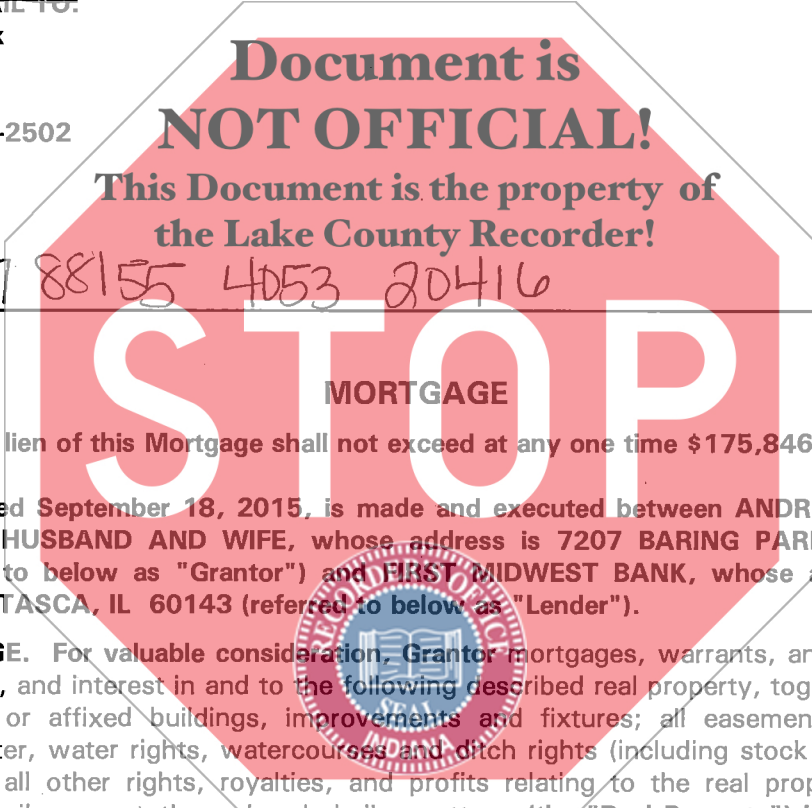 IL TO:
-2502
Document is
NOT OFFICIAL!
This Document is the property of
the Lake County Recorder!
88155 4053 20416
STOP
MORTGAGE
lien of this Mortgage shall not exceed at any one time $175,846
ed September 18, 2015, is made and executed between ANDR
HUSBAND AND WIFE, whose address is 7207 BARING PAR
to below as "Grantor") and FIRST MIDWEST BANK, whose a
TASCA, IL 60143 (referred to below as "Lender").
GE. For valuable consideration, Grantor mortgages, warrants, an
, and interest in and to the following described real property, tog
or affixed buildings, improvements and fixtures; all easemen
ter, water rights, watercourses and ditch rights (including stock
all other rights, royalties, and profits relating to the real prop
RECORDER'S OFFICE
SEAL
INDIANA